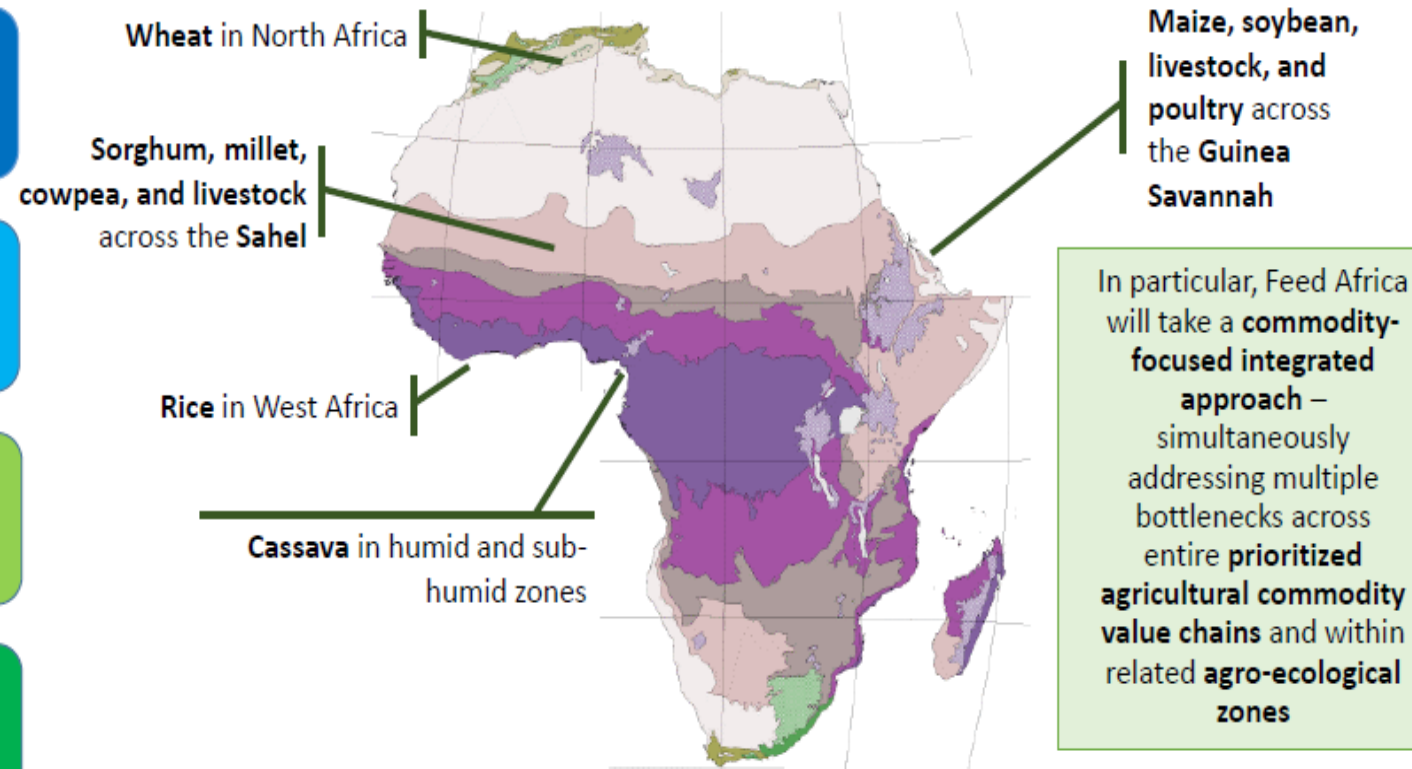 Wheat in North Africa
Sorghum, millet,
cowpea, and livestock
across the Sahel
Rice in West Africa
Cassava in humid and sub-
humid zones
Maize, soybean,
livestock, and
poultry across
the Guinea
Savannah
In particular, Feed Africa
will take a commodity-
focused integrated
approach –
simultaneously
addressing multiple
bottlenecks across
entire prioritized
agricultural commodity
value chains and within
related agro-ecological
zones